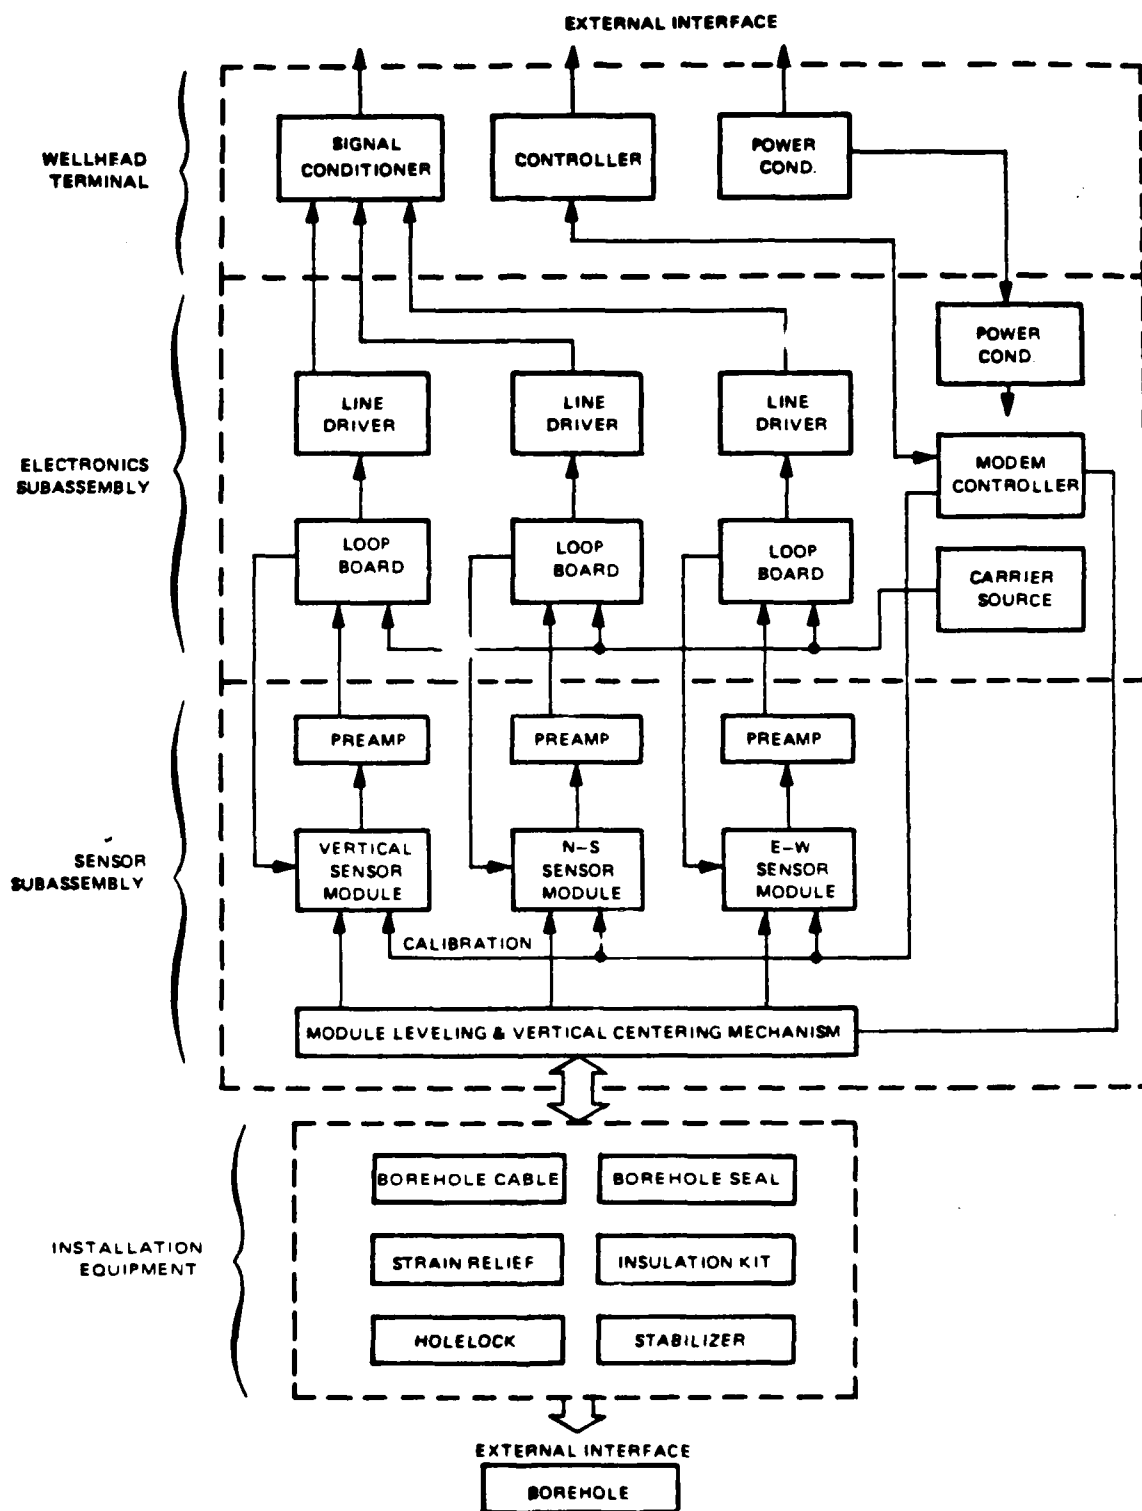 EXTERNAL INTERFACE
WELLHEAD
TERMINAL
SIGNAL
CONDITIONER
CONTROLLER
POWER
COND.
ELECTRONICS
SUBASSEMBLY
POWER
COND.
LINE
DRIVER
LINE
DRIVER
LINE
DRIVER
MODEM
CONTROLLER
LOOP
BOARD
LOOP
BOARD
LOOP
BOARD
CARRIER
SOURCE
SENSOR
SUBASSEMBLY
PREAMP
PREAMP
PREAMP
VERTICAL
SENSOR
MODULE
N-S
SENSOR
MODULE
E-W
SENSOR
MODULE
CALIBRATION
MODULE LEVELING & VERTICAL CENTERING MECHANISM
INSTALLATION
EQUIPMENT
BOREHOLE CABLE
BOREHOLE SEAL
STRAIN RELIEF
INSULATION KIT
HOLELOCK
STABILIZER
EXTERNAL INTERFACE
BOREHOLE